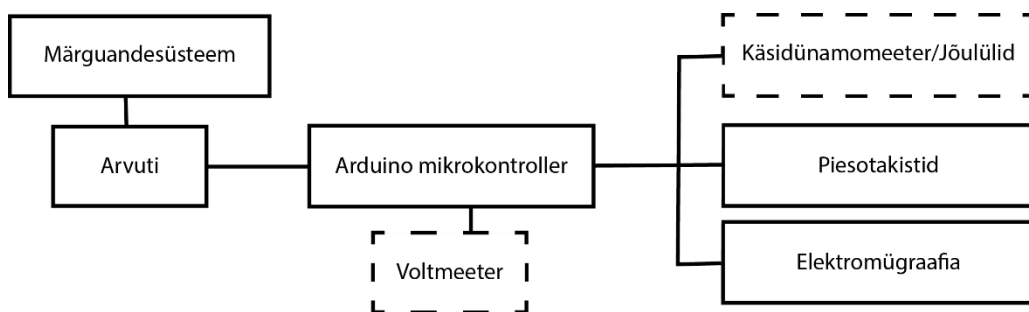 Märguandesüsteem
Käsidünamomeeter/Jõulülid
Arvuti
Arduino mikrokontroller
Piesotakistid
Voltmeeter
Elektromügraafia